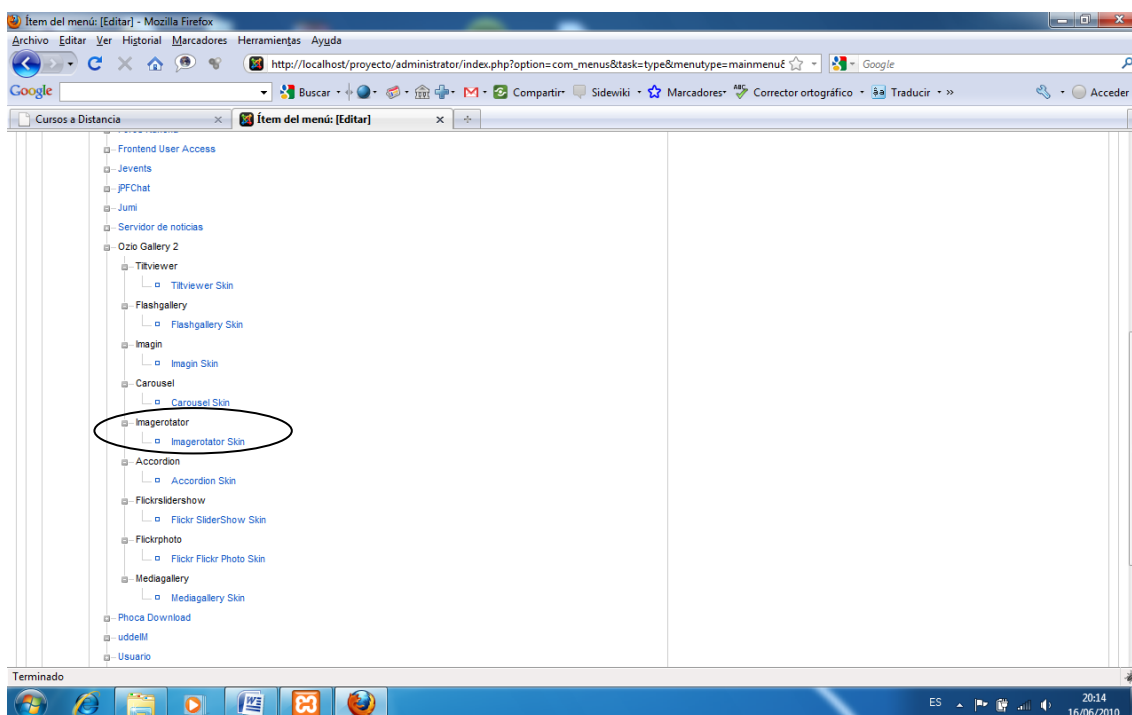 Ítem del menú: [Editar] - Mozilla Firefox
Archivo Editar Ver Historial Marcadores Herramientas Ayuda
http://localhost/proyecto/administrator/index.php?option=com_menus&task=type&menutype=mainmenu& Google
Google Buscar Compartir Sidewiki Marcadores Corrector ortográfico Traducir » Acceder
Cursos a Distancia Ítem del menú: [Editar]
Frontend User Access
Jevents
jPFChat
Jumi
Servidor de noticias
Ozio Gallery 2
Tiltviewer
Tiltviewer Skin
Flashgallery
Flashgallery Skin
Imagin
Imagin Skin
Carousel
Carousel Skin
Imagerotator
Imagerotator Skin
Accordion
Accordion Skin
Flickrslidershow
Flickr SliderShow Skin
Flickrphoto
Flickr Flickr Photo Skin
Mediagallery
Mediagallery Skin
Phoca Download
uddeIM
Usuario
Terminado
ES 20:14
16/06/2010